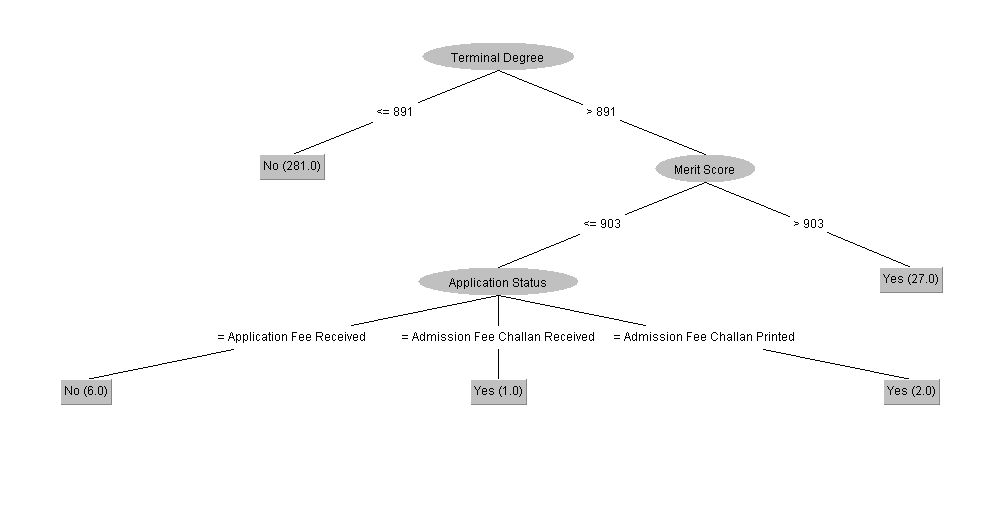 Terminal Degree
<= 891
> 891
No (281.0)
Merit Score
<= 903
> 903
Application Status
Yes (27.0)
= Application Fee Received
= Admission Fee Challan Received
= Admission Fee Challan Printed
No (6.0)
Yes (1.0)
Yes (2.0)